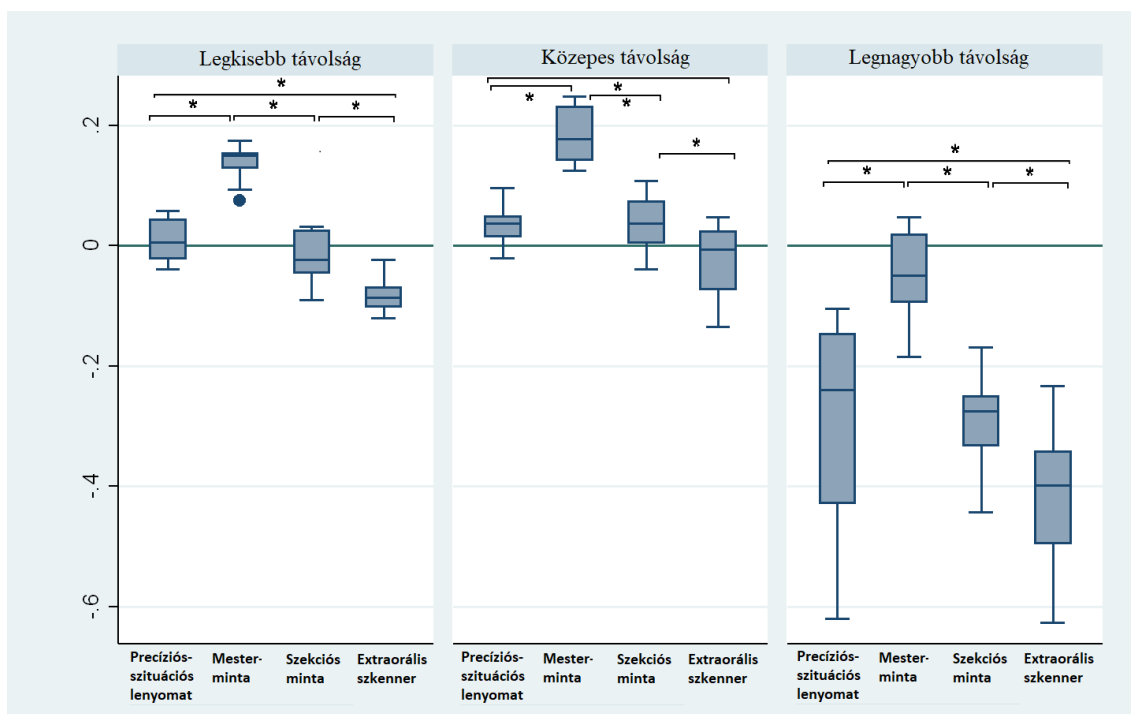 Legkisebb távolság
Közepes távolság
Legnagyobb távolság
*
*
*
*
*
*
*
*
*
*
*
*
.2
0
-.2
-.4
-.6
Precíziós-
szituációs
lenyomat
Mester-
minta
Szekciós
minta
Extraorális
szkenner
Precíziós-
szituációs
lenyomat
Mester-
minta
Szekciós
minta
Extraorális
szkenner
Precíziós-
szituációs
lenyomat
Mester-
minta
Szekciós
minta
Extraorális
szkenner